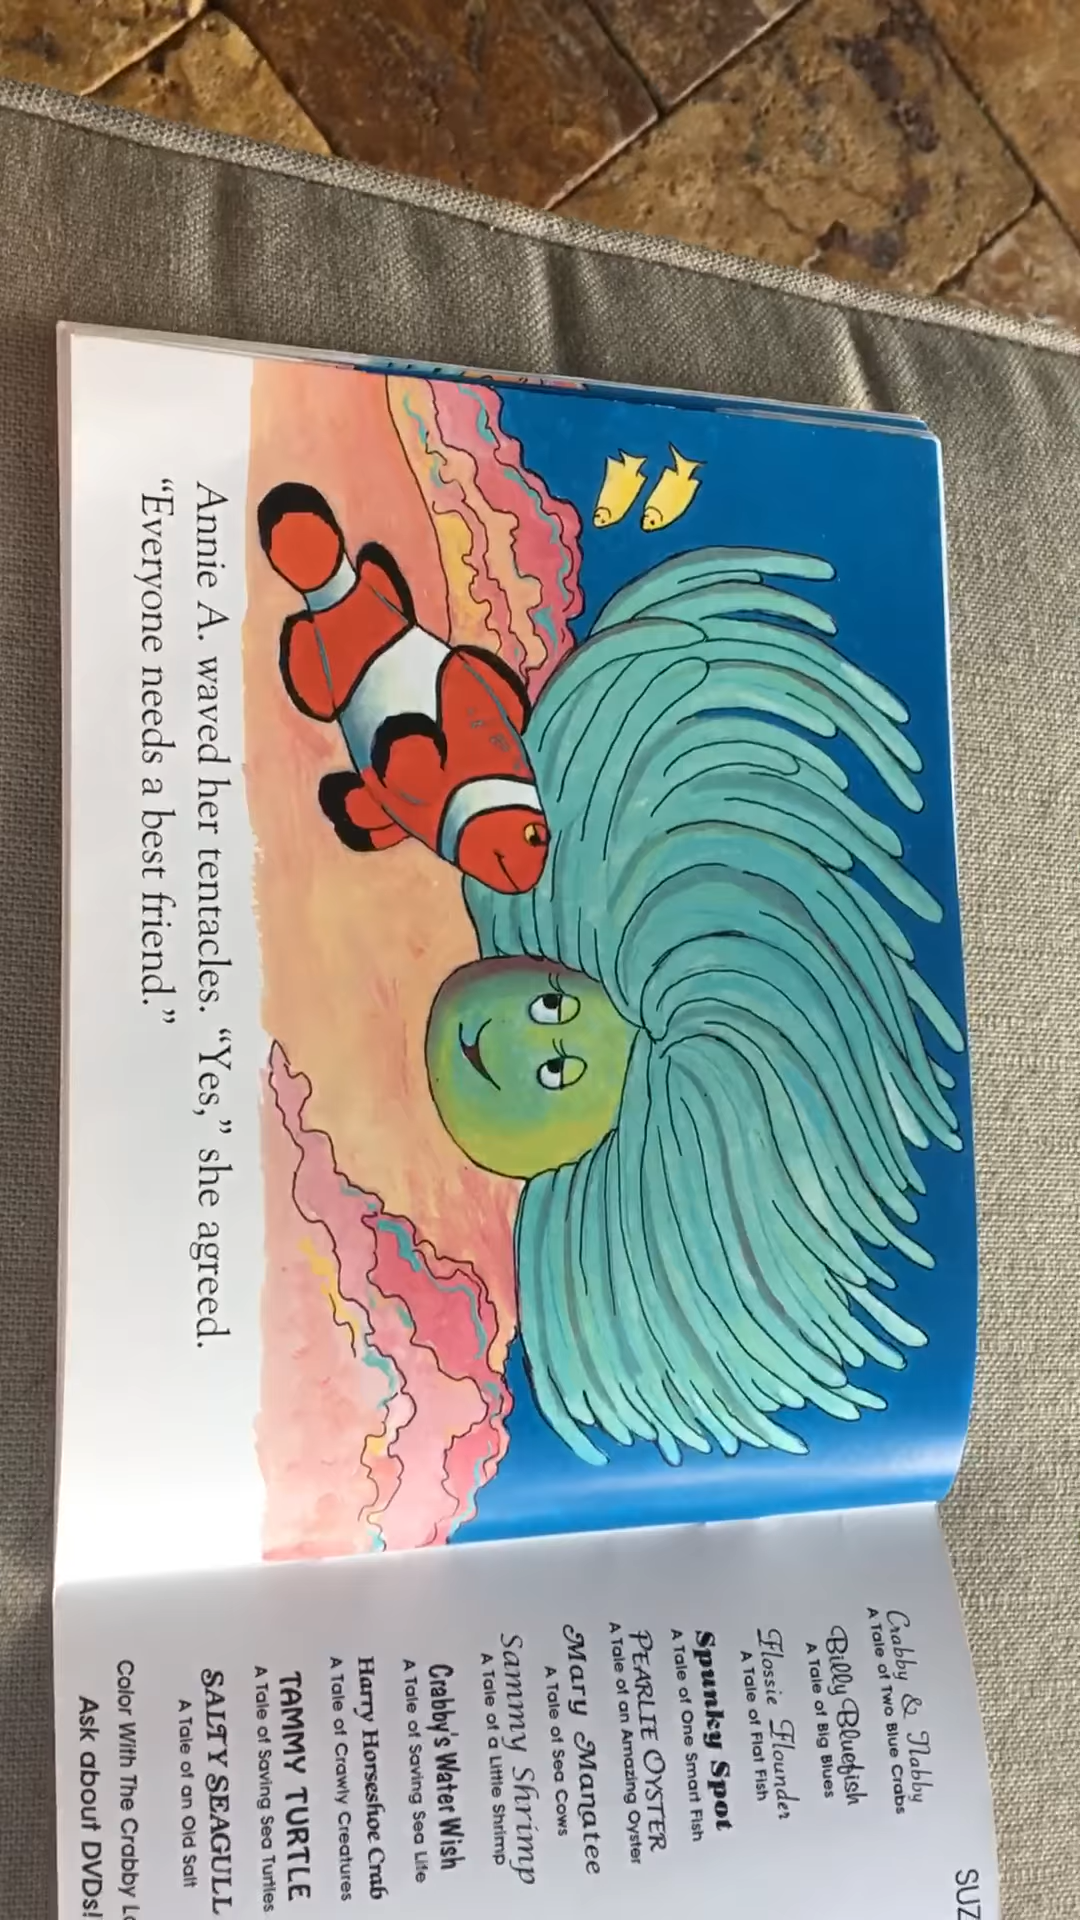 Annie A. waved her tentacles. “Yes,” she agreed.
“Everyone needs a best friend.”
SUZ
Crabby & Nabby
A Tale of Two Blue Crabs
Billy Bluefish
A Tale of Big Blues
Flossie Flounder
A Tale of Flat Fish
Spunky Spot
A Tale of One Smart Fish
PEARLIE OYSTER
A Tale of an Amazing Oyster
Mary Manatee
A Tale of Sea Cows
Sammy Shrimp
A Tale of a Little Shrimp
Crabby's Water Wish
A Tale of Saving Sea Life
Harry Horseshoe Crab
A Tale of Crawly Creatures
TAMMY TURTLE
A Tale of Saving Sea Turtles
SALTY SEAGULL
A Tale of an Old Salt
Color With The Crabby
Ask about DVDs!